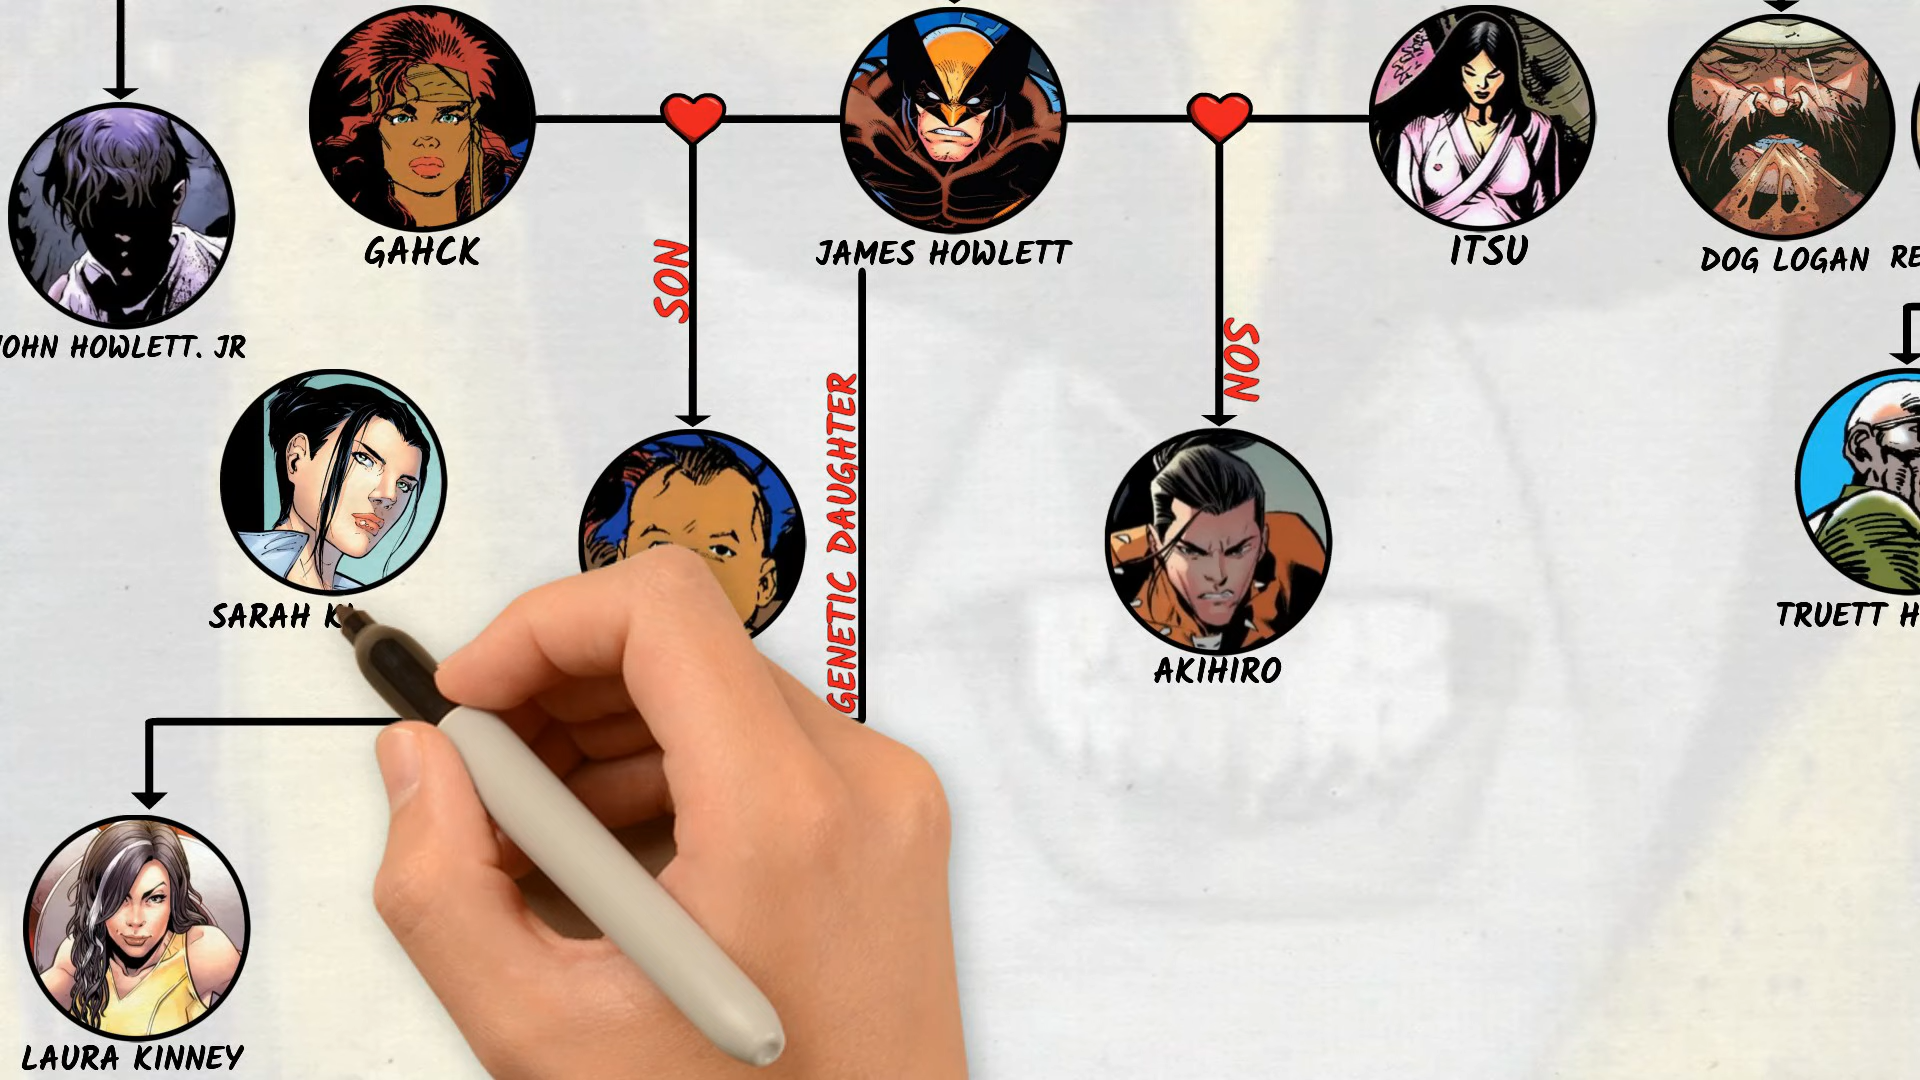 GAHCK
JAMES HOWLETT
ITSU
DOG LOGAN
SON
SON
OHN HOWLETT. JR
GENETIC DAUGHTER
SARAH
AKIHIRO
TRUETT
LAURA KINNEY